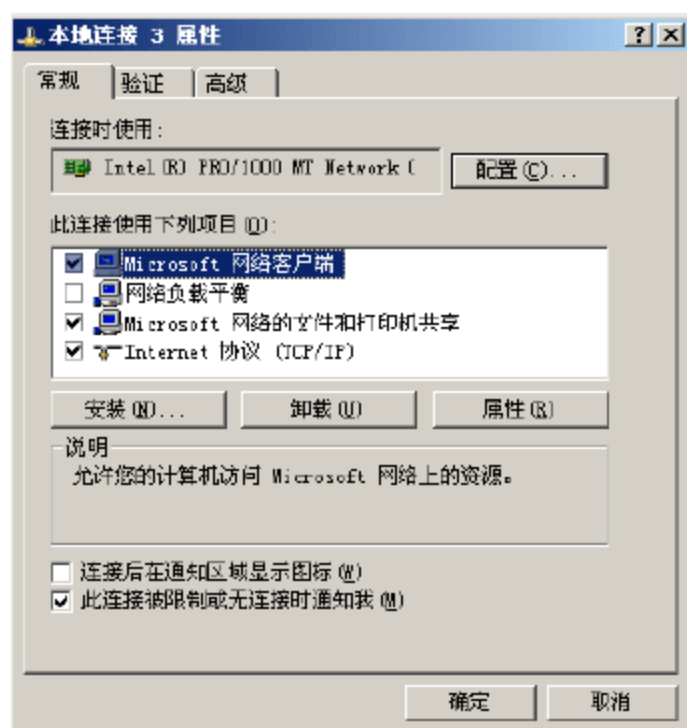 本地连接 3 属性
常规 验证 高级
连接时使用:
Intel(R) PRO/1000 MT Network (
配置(C)...
此连接使用下列项目(O):
Microsoft 网络客户端
网络负载平衡
Microsoft 网络的文件和打印机共享
Internet 协议 (TCP/IP)
安装(N)... 卸载(U) 属性(R)
说明
允许您的计算机访问 Microsoft 网络上的资源。
连接后在通知区域显示图标(W)
此连接被限制或无连接时通知我(M)
确定 取消